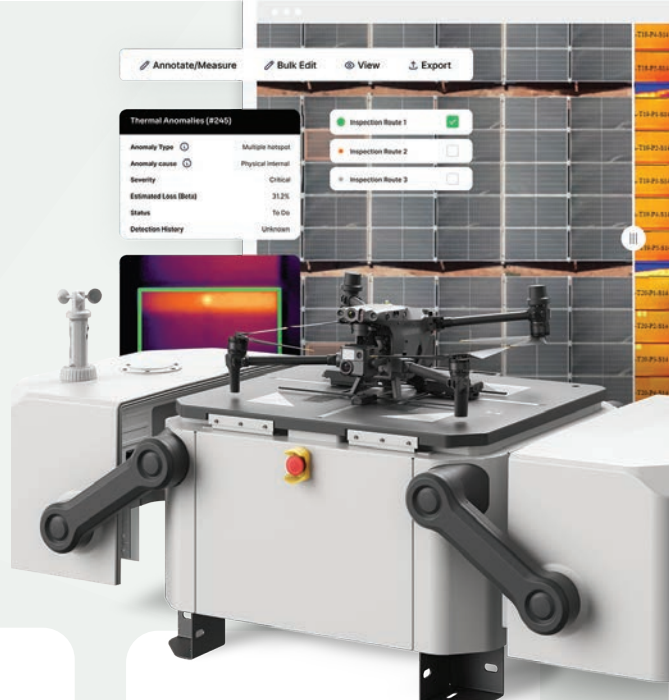 Annotate/Measure Bulk Edit View Export
Thermal Anomalies (#245)
Anomaly Type Multiple hotspot
Anomaly cause Physical Internal
Severity Critical
Estimated Loss (Beta) 31.2%
Status To Do
Detection History Unknown
Inspection Route 1
Inspection Route 2
Inspection Route 3